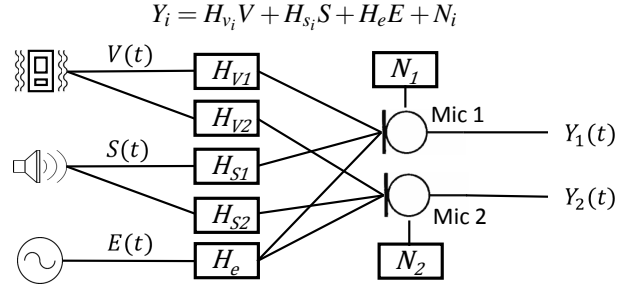 Y_i = H_{v_i}V + H_{s_i}S + H_eE + N_i
V(t)
H_{V1}
N_1
H_{V2}
Mic 1
Y_1(t)
S(t)
H_{S1}
H_{S2}
Mic 2
Y_2(t)
E(t)
H_e
N_2